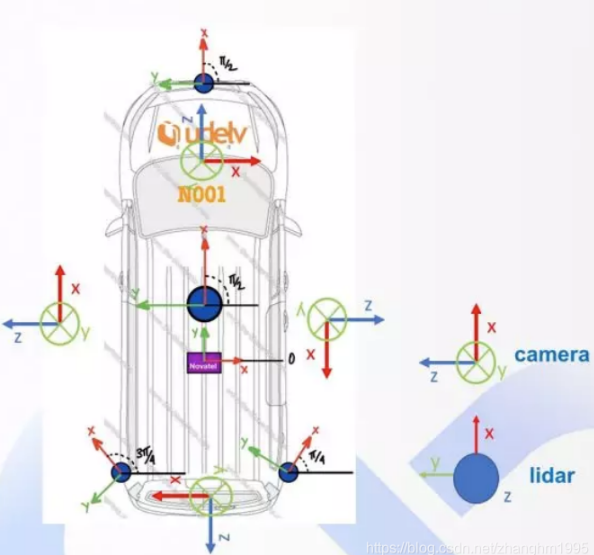 X
π/2
Y
Z
udelv
X
N001
X
π/2
Y
X
Z
Y
Y
Z
X
Y
X
0
Novatel
X
Z
Y
camera
X
3π/4
Y
Y
X
π/4
X
Y
Z
X
Y
Z
lidar
https://blog.csdn.net/zhanghm1995